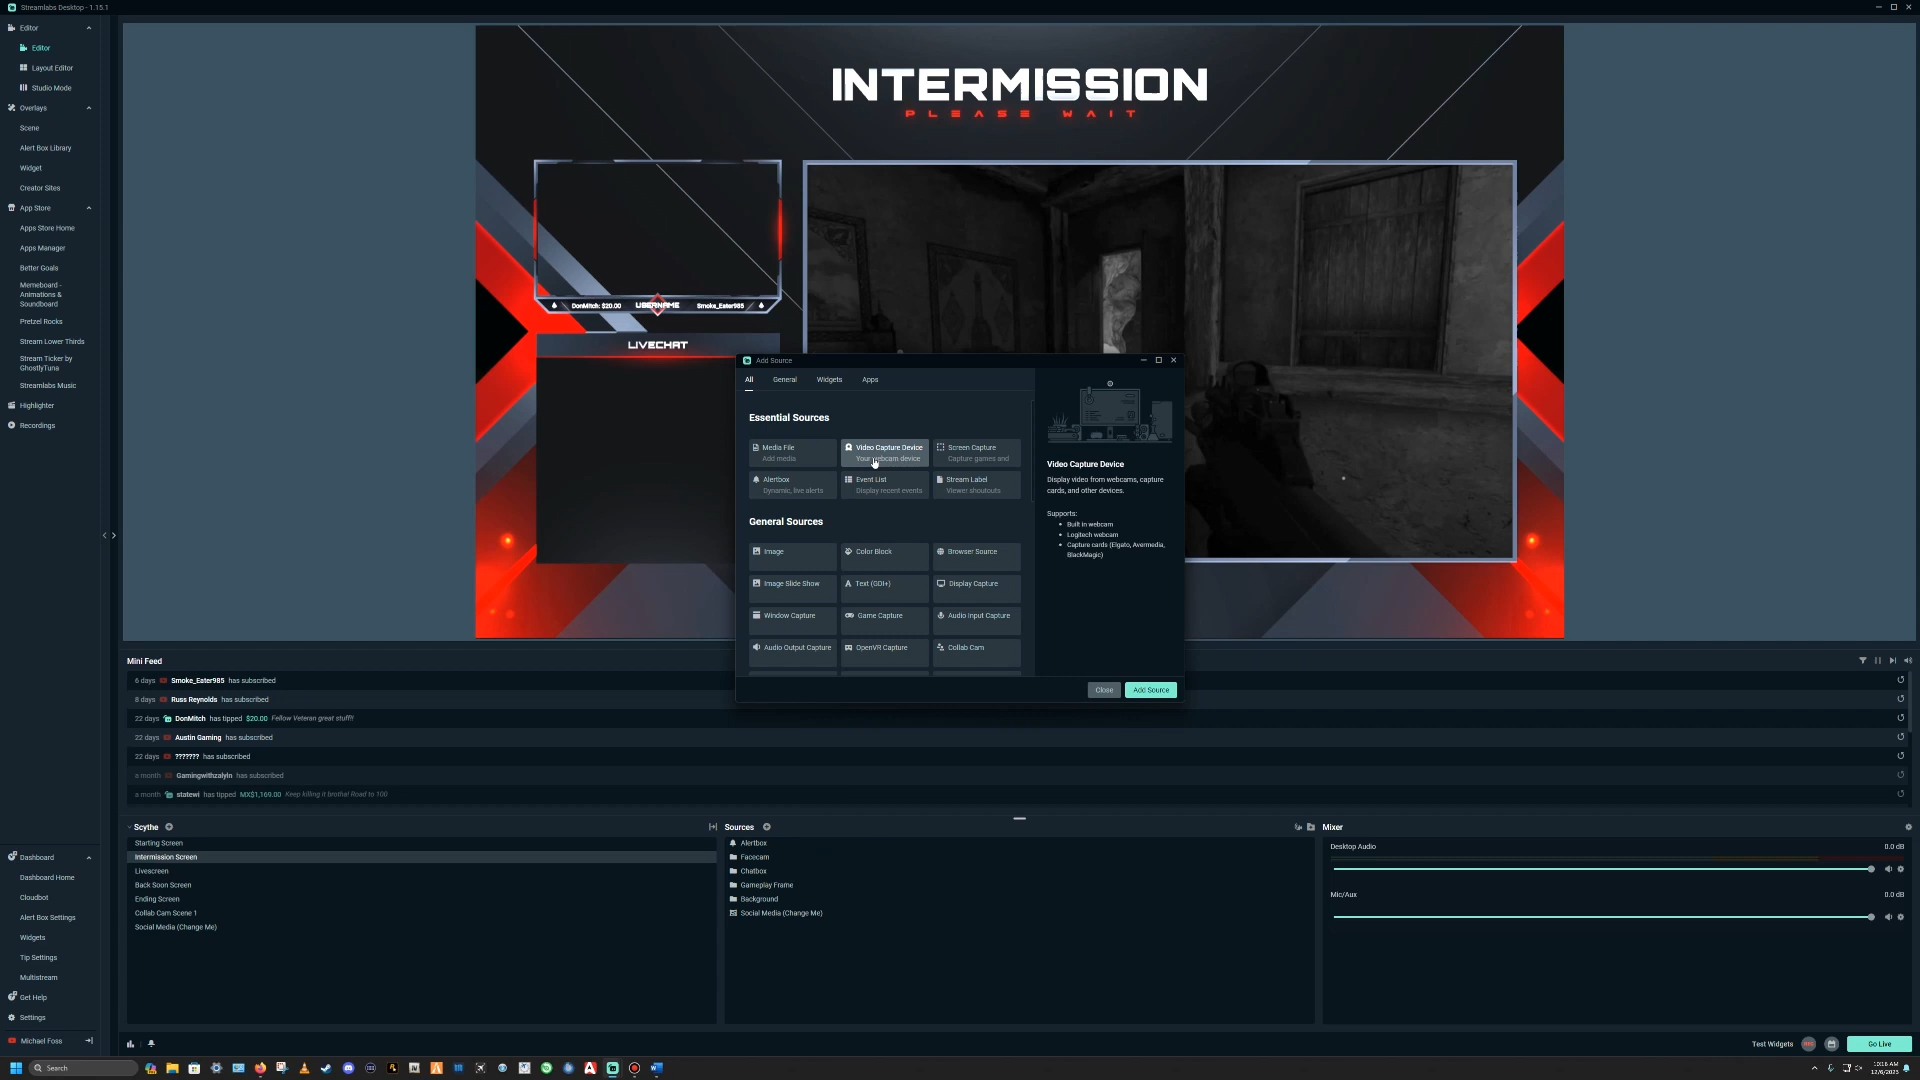 Streamlabs Desktop - 1.15.1
Editor
Editor
Layout Editor
Studio Mode
Overlays
Scene
Alert Box Library
Widget
Creator Sites
App Store
Apps Store Home
Apps Manager
Better Goals
Memeboard -
Animations &
Soundboard
Pretzel Rocks
Stream Lower Thirds
Stream Ticker by
GhostlyTuna
Streamlabs Music
Highlighter
Recordings
Dashboard
Dashboard Home
Cloudbot
Alert Box Settings
Widgets
Tip Settings
Multistream
Get Help
Settings
Michael Foss
INTERMISSION
PLEASE WAIT
DonMitch: $20.00 USERNAME Smoke_Eater985
LIVECHAT
Add Source
All General Widgets Apps
Essential Sources
Media File
Add media
Video Capture Device
Your webcam device
Screen Capture
Capture games and
Alertbox
Dynamic, live alerts
Event List
Display recent events
Stream Label
Viewer shoutouts
General Sources
Image
Color Block
Browser Source
Image Slide Show
Text (GDI+)
Display Capture
Window Capture
Game Capture
Audio Input Capture
Audio Output Capture
OpenVR Capture
Collab Cam
Video Capture Device
Display video from webcams, capture
cards, and other devices.
Supports:
Built in webcam
Logitech webcam
Capture cards (Elgato, Avermedia,
BlackMagic)
Close
Add Source
Mini Feed
6 days Smoke_Eater985 has subscribed
8 days Russ Reynolds has subscribed
22 days DonMitch has tipped $20.00 Fellow Veteran great stuff!!
22 days Austin Gaming has subscribed
22 days ??????? has subscribed
a month Gamingwithzalyin has subscribed
a month statewi has tipped MX$1,169.00 Keep killing it brotha! Road to 100
Scythe
Starting Screen
Intermission Screen
Livescreen
Back Soon Screen
Ending Screen
Collab Cam Scene 1
Social Media (Change Me)
Sources
Alertbox
Facecam
Chatbox
Gameplay Frame
Background
Social Media (Change Me)
Mixer
Desktop Audio 0.0 dB
Mic/Aux 0.0 dB
Test Widgets
REC
Go Live
Search
10:16 AM
12/6/2023